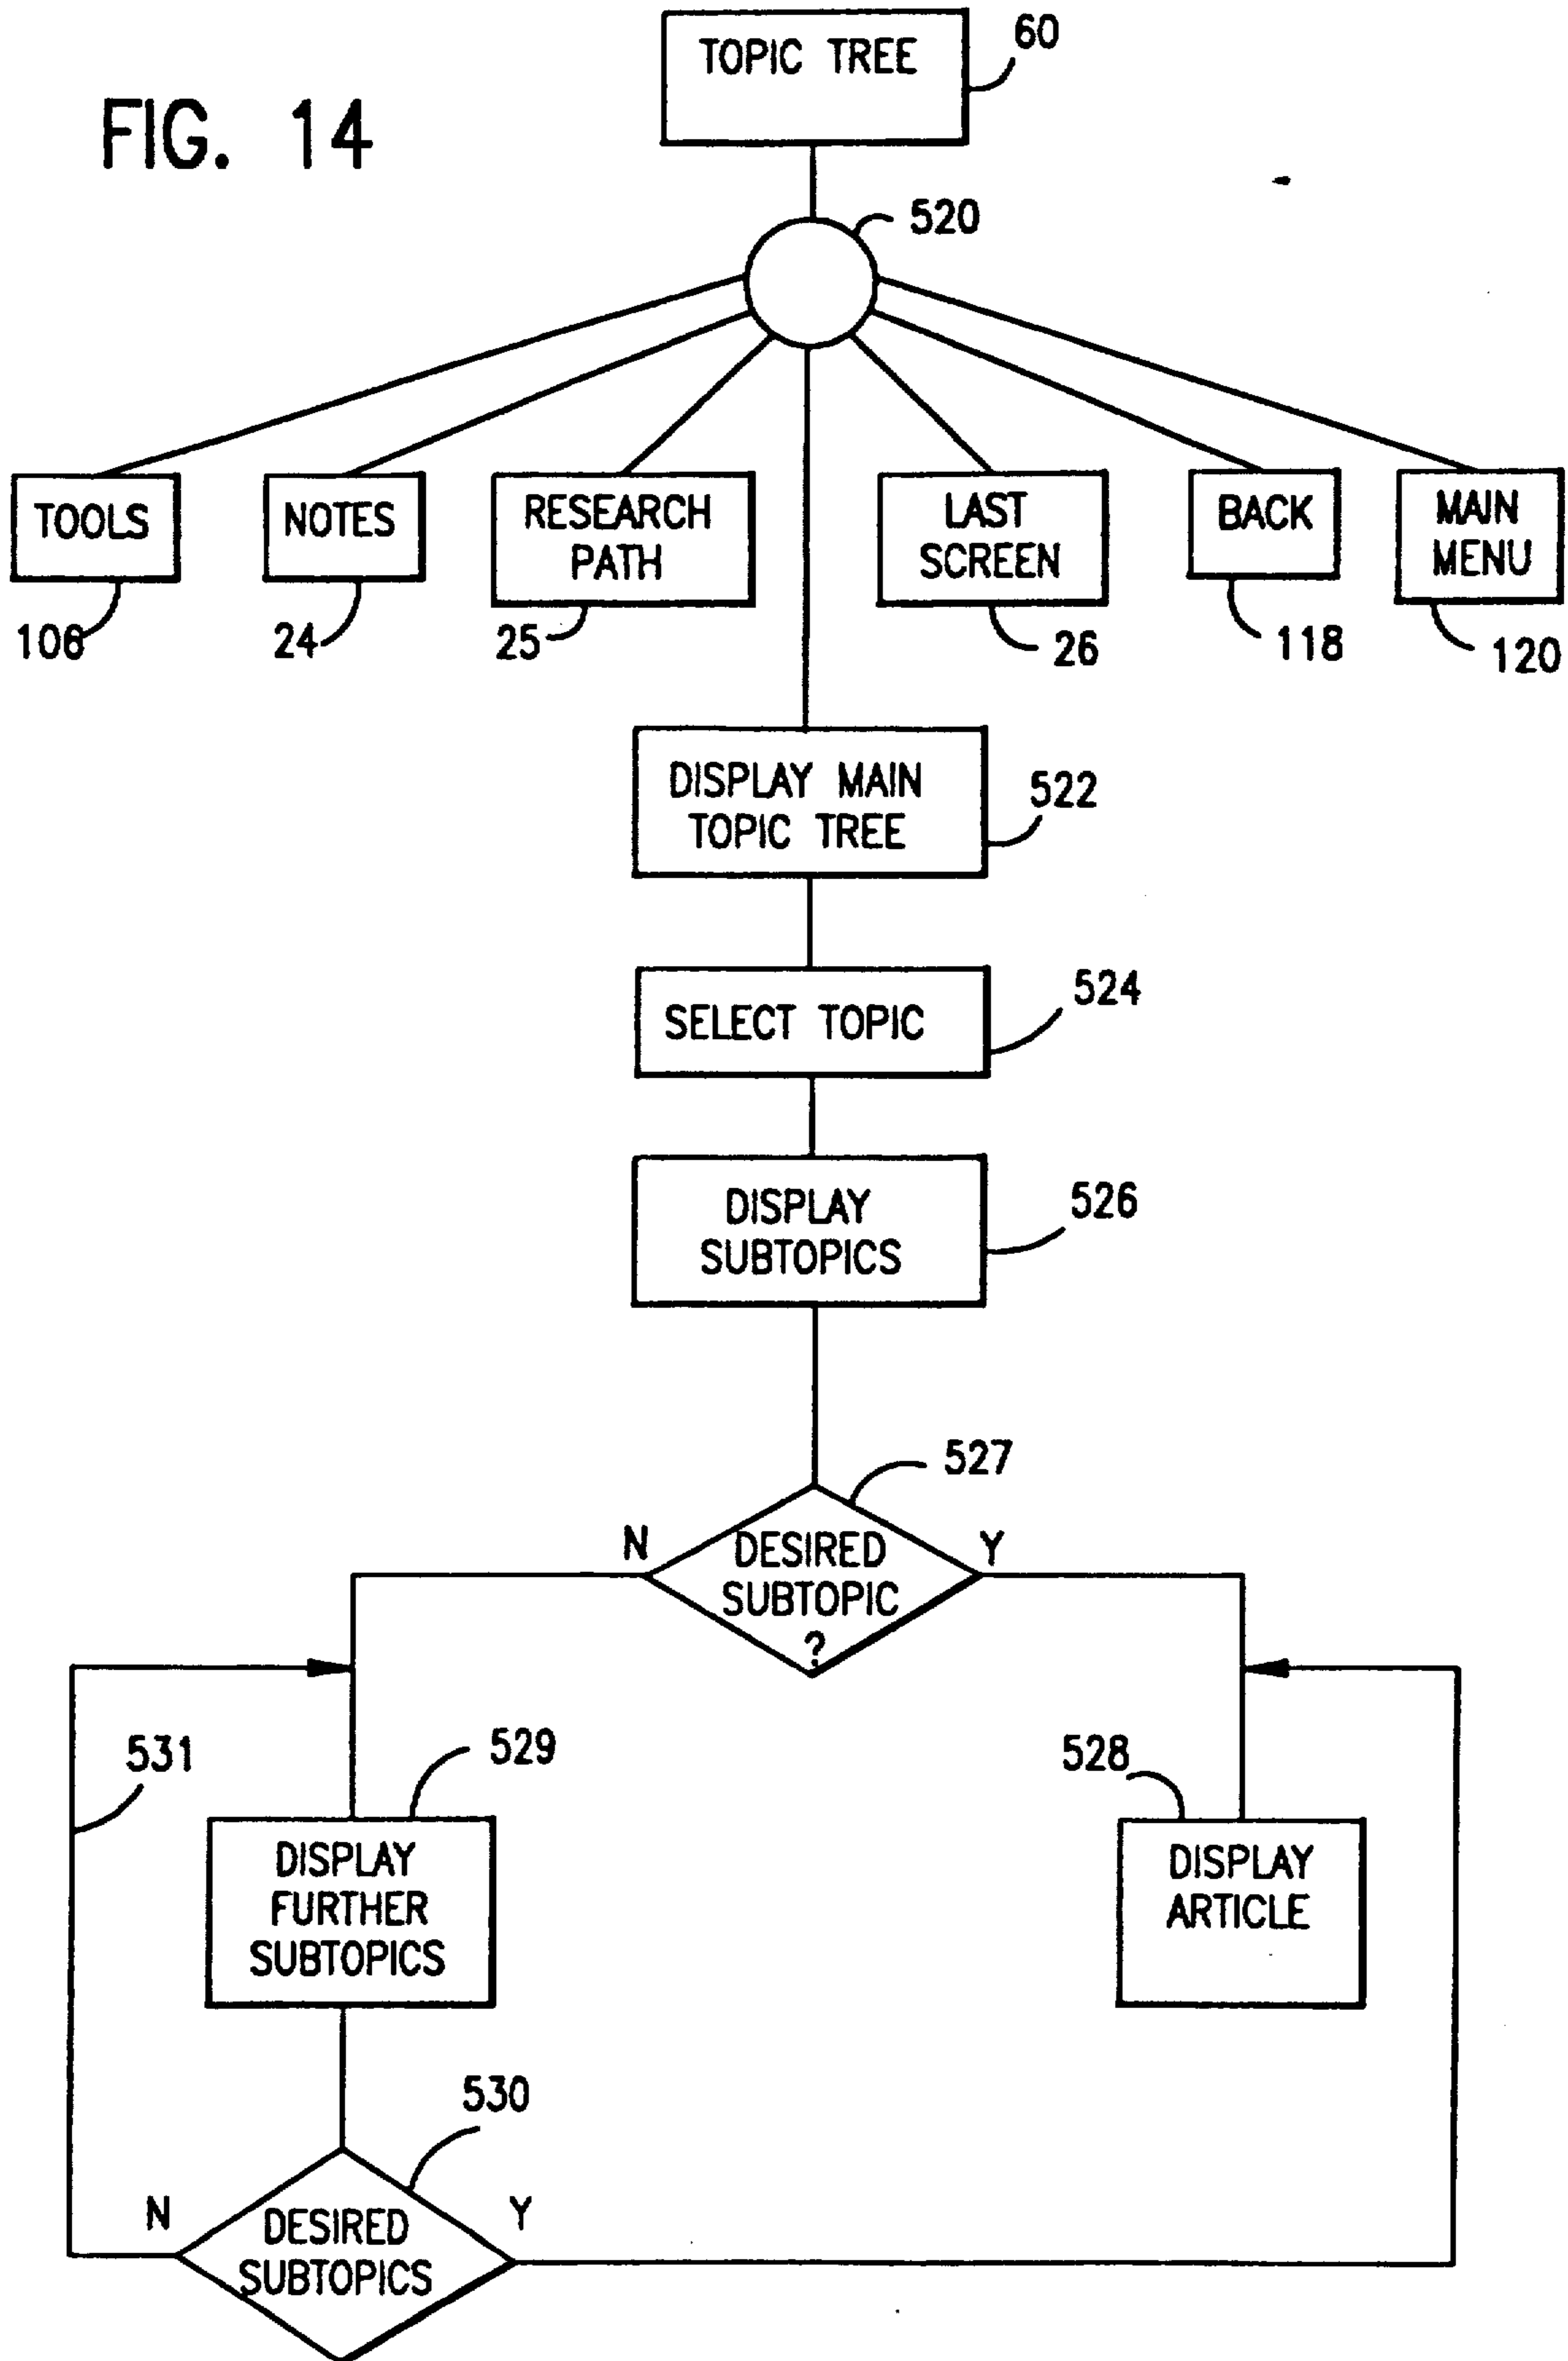 FIG. 14
TOPIC TREE
60
520
TOOLS
NOTES
RESEARCH
PATH
LAST
SCREEN
BACK
MAIN
MENU
106
24
25
26
118
120
DISPLAY MAIN
TOPIC TREE
522
SELECT TOPIC
524
DISPLAY
SUBTOPICS
526
527
N
DESIRED
SUBTOPIC
?
Y
531
529
528
DISPLAY
FURTHER
SUBTOPICS
DISPLAY
ARTICLE
530
N
DESIRED
SUBTOPICS
Y